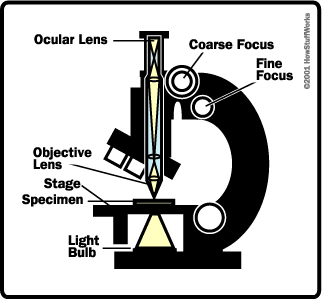 Ocular Lens
Coarse Focus
Fine
Focus
©2001 HowStuffWorks
Objective
Lens
Stage
Specimen
Light
Bulb